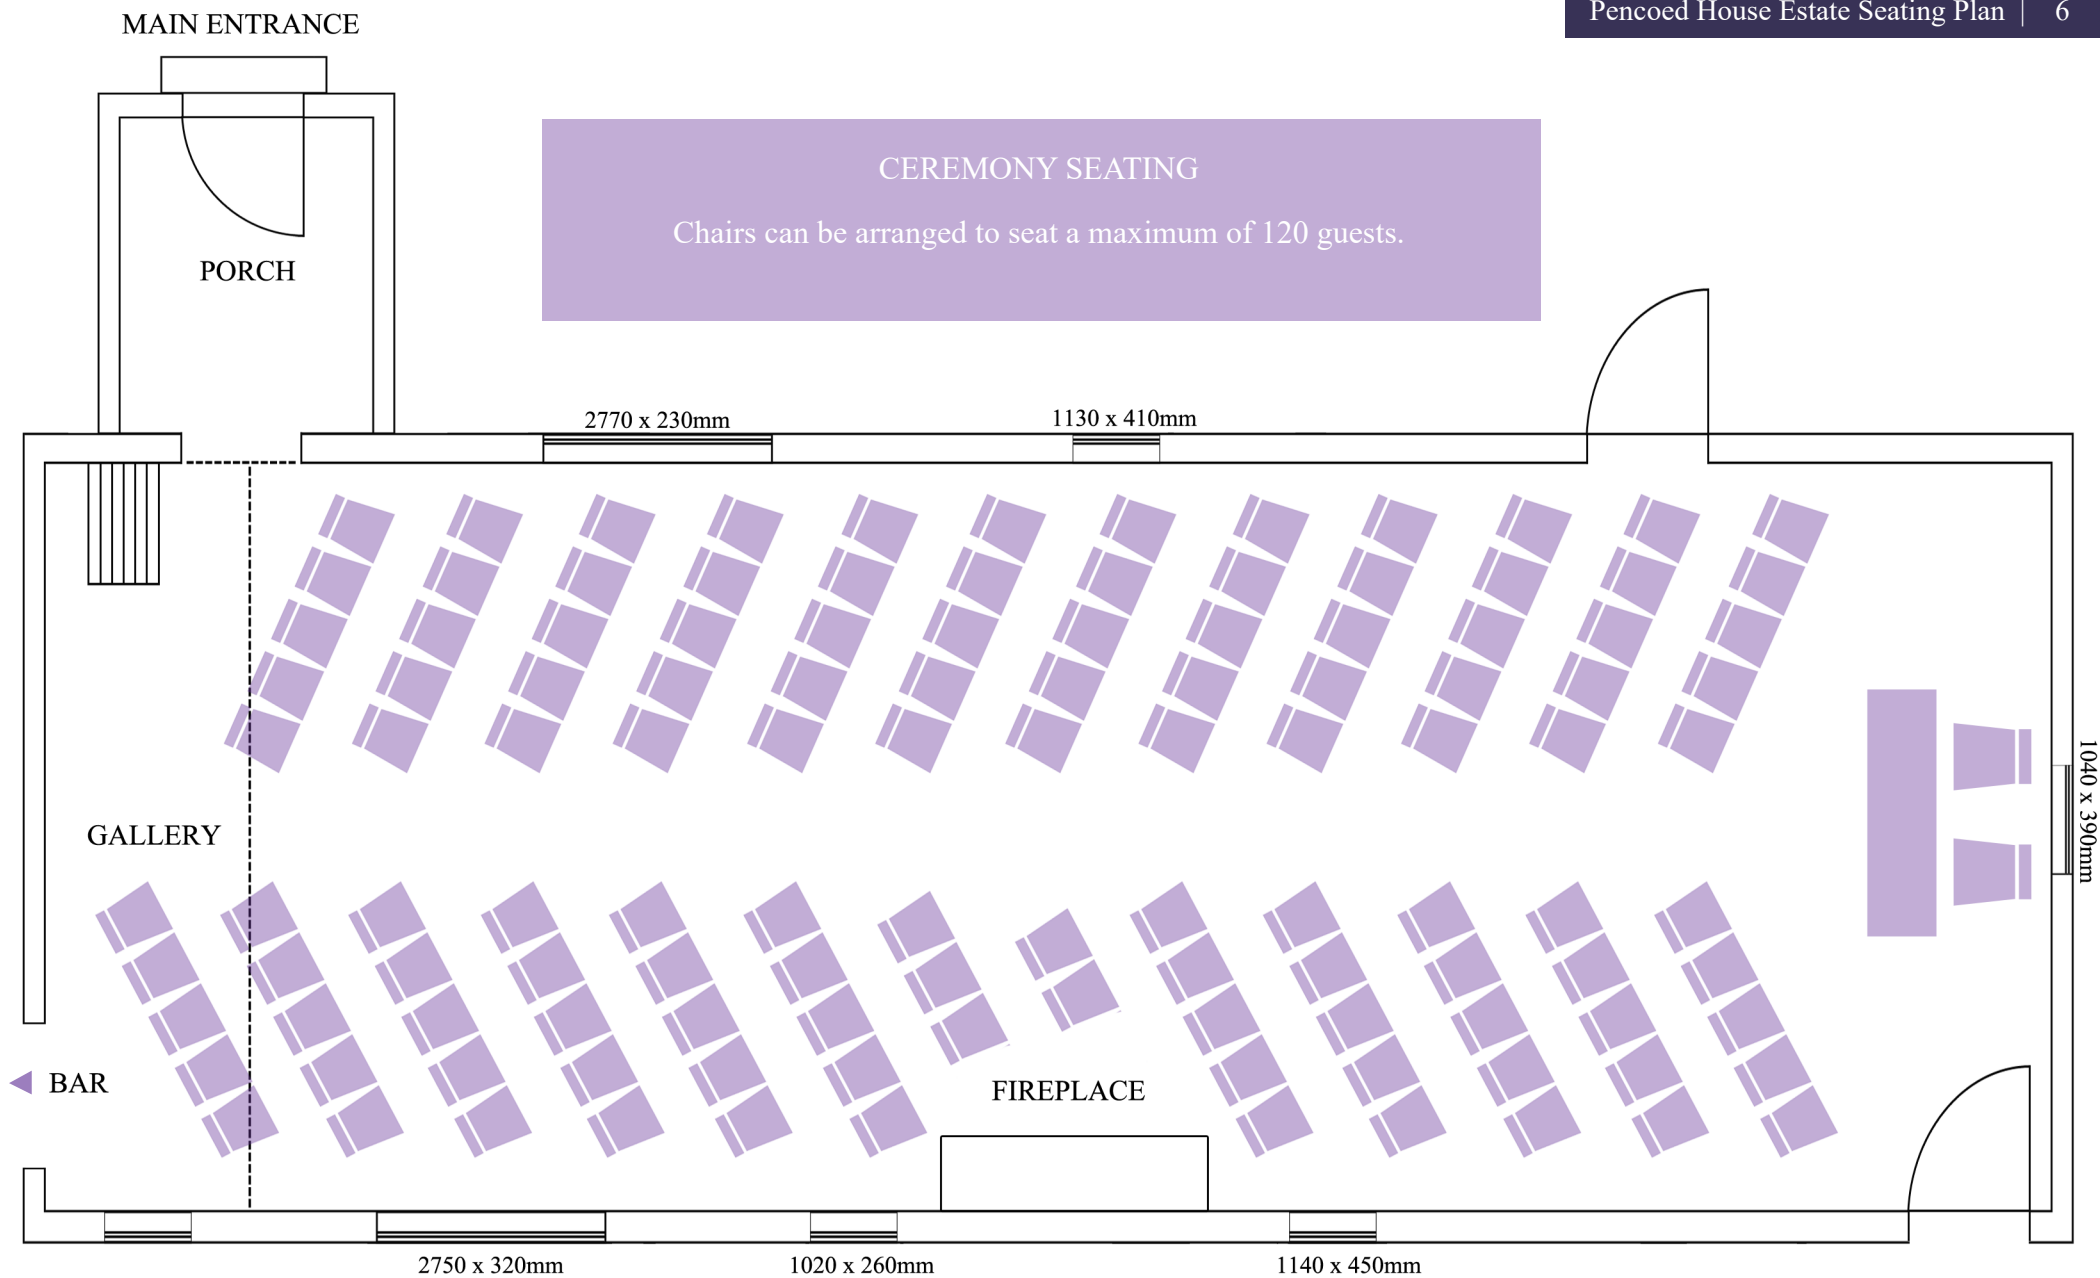 Pencoed House Estate Seating Plan | 6
MAIN ENTRANCE
CEREMONY SEATING
Chairs can be arranged to seat a maximum of 120 guests.
PORCH
2770 x 230mm
1130 x 410mm
1040 x 390mm
GALLERY
BAR
FIREPLACE
2750 x 320mm
1020 x 260mm
1140 x 450mm